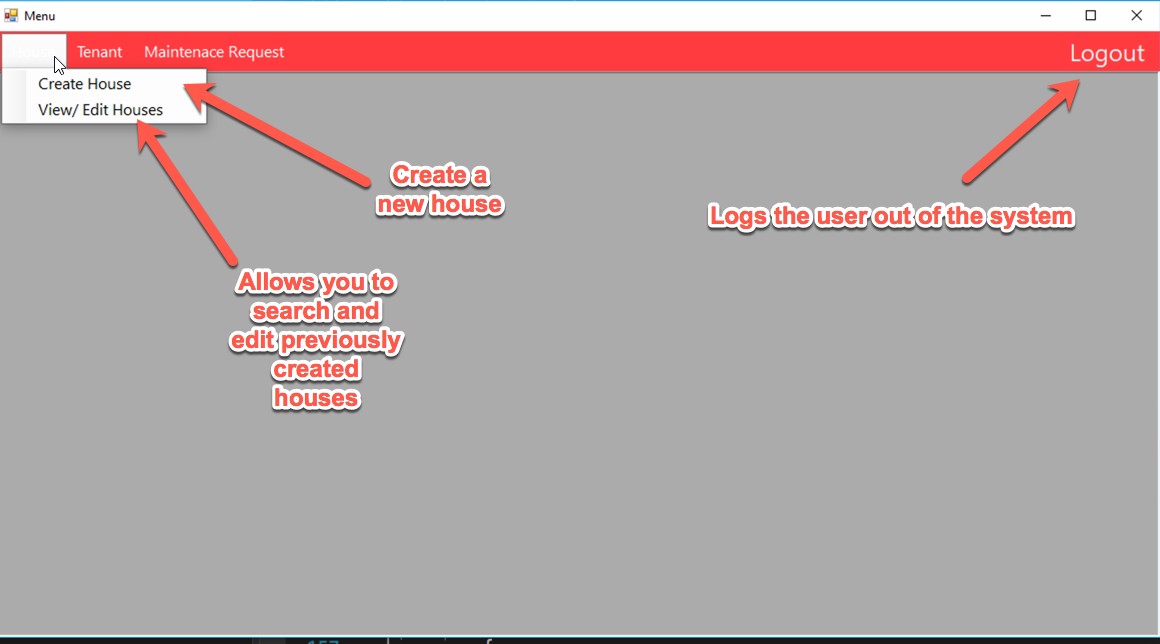 Menu
Tenant Maintenace Request Logout
Create House
View/ Edit Houses
Create a
new house
Logs the user out of the system
Allows you to
search and
edit previously
created
houses